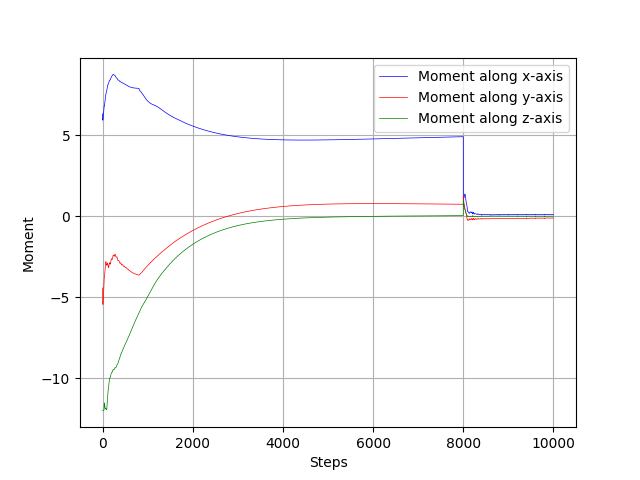 Moment along x-axis
Moment along y-axis
Moment along z-axis
5
0
−5
−10
Moment
0
2000
4000
6000
8000
10000
Steps